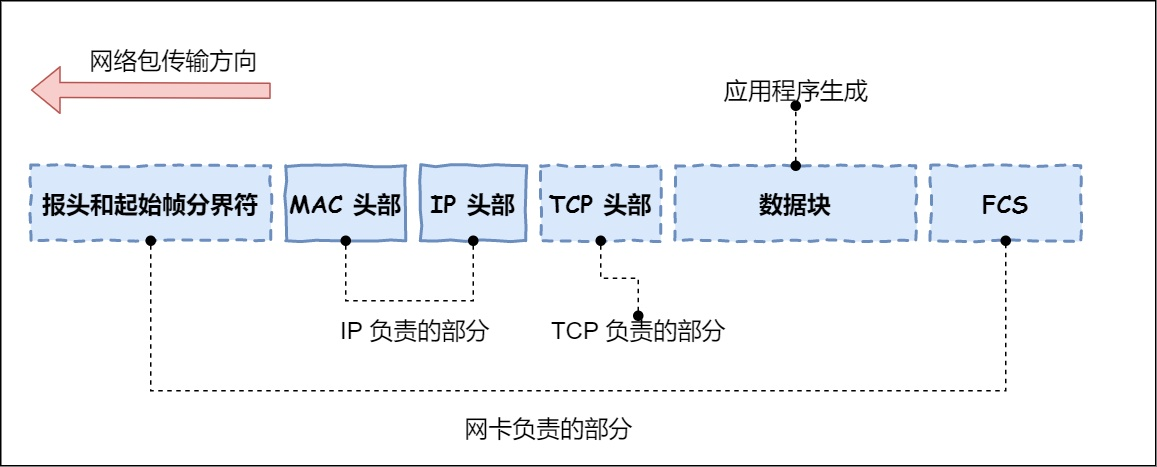 网络包传输方向
应用程序生成
报头和起始帧分界符
MAC 头部
IP 头部
TCP 头部
数据块
FCS
IP 负责的部分
TCP 负责的部分
网卡负责的部分